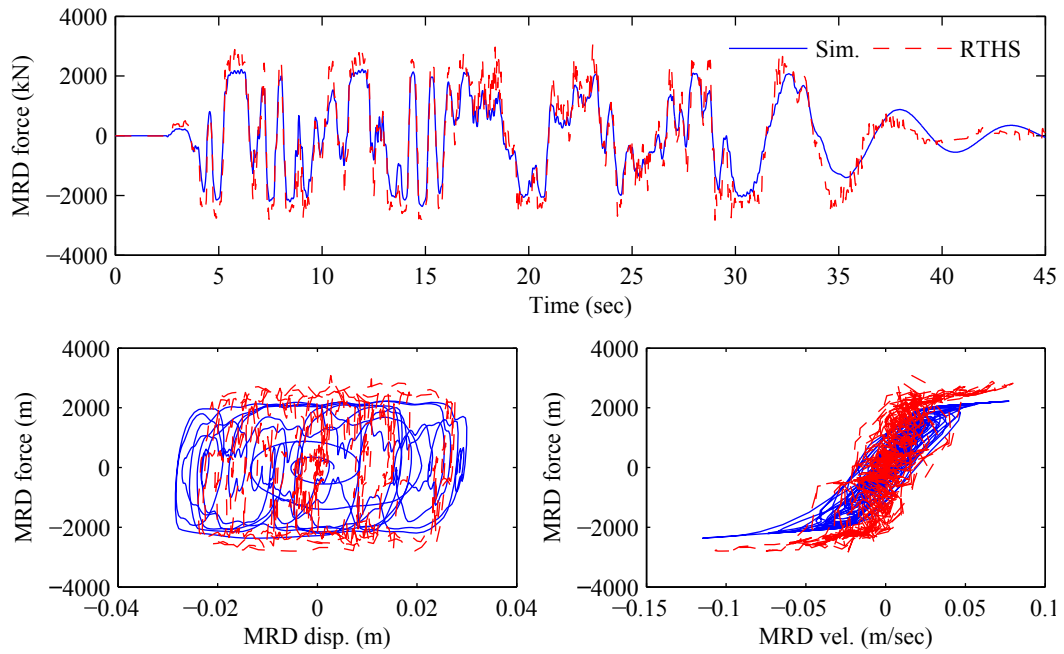 4000
2000
0
−2000
−4000
MRD force (kN)
Sim.
RTHS
0 5 10 15 20 25 30 35 40 45
Time (sec)
4000
2000
0
−2000
−4000
MRD force (m)
−0.04 −0.02 0 0.02 0.04
MRD disp. (m)
4000
2000
0
−2000
−4000
MRD force (m)
−0.15 −0.1 −0.05 0 0.05 0.1
MRD vel. (m/sec)